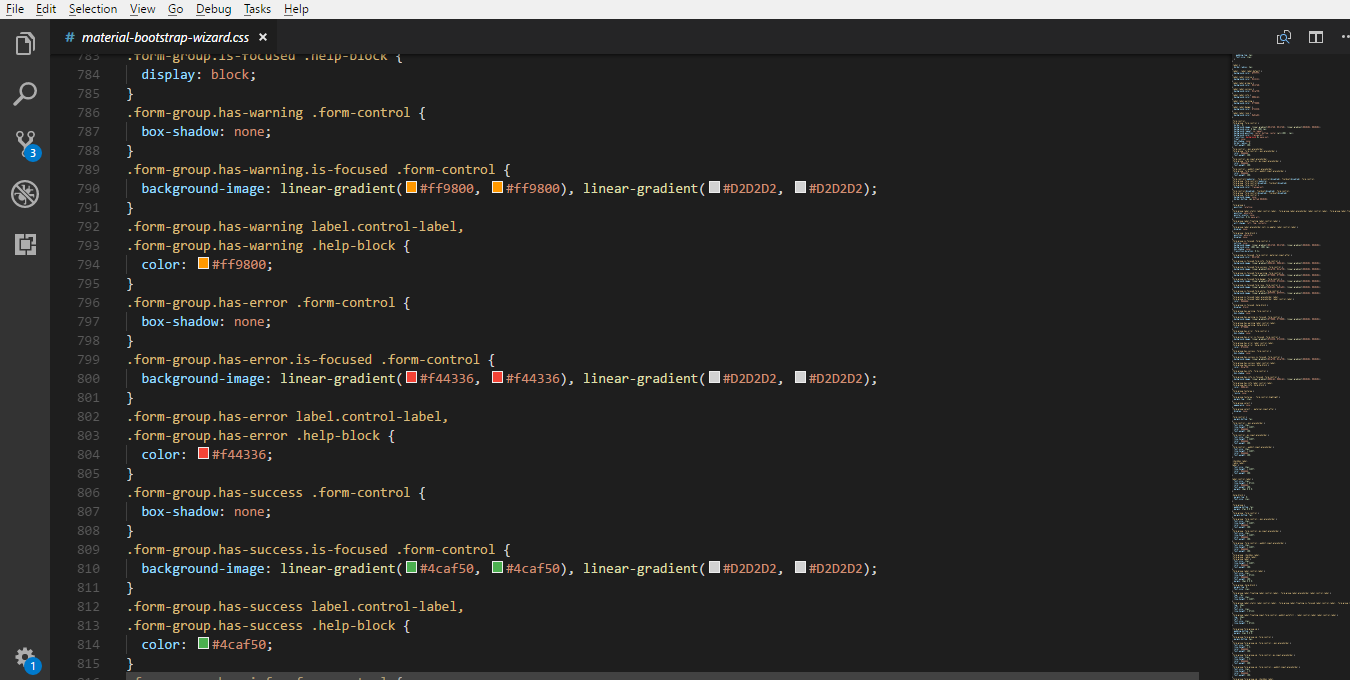 File Edit Selection View Go Debug Tasks Help
# material-bootstrap-wizard.css ×
783 .form-group.is-focused .help-block {
784 display: block;
785 }
786 .form-group.has-warning .form-control {
787 box-shadow: none;
788 }
789 .form-group.has-warning.is-focused .form-control {
790 background-image: linear-gradient(#ff9800, #ff9800), linear-gradient(#D2D2D2, #D2D2D2);
791 }
792 .form-group.has-warning label.control-label,
793 .form-group.has-warning .help-block {
794 color: #ff9800;
795 }
796 .form-group.has-error .form-control {
797 box-shadow: none;
798 }
799 .form-group.has-error.is-focused .form-control {
800 background-image: linear-gradient(#f44336, #f44336), linear-gradient(#D2D2D2, #D2D2D2);
801 }
802 .form-group.has-error label.control-label,
803 .form-group.has-error .help-block {
804 color: #f44336;
805 }
806 .form-group.has-success .form-control {
807 box-shadow: none;
808 }
809 .form-group.has-success.is-focused .form-control {
810 background-image: linear-gradient(#4caf50, #4caf50), linear-gradient(#D2D2D2, #D2D2D2);
811 }
812 .form-group.has-success label.control-label,
813 .form-group.has-success .help-block {
814 color: #4caf50;
815 }
3
1